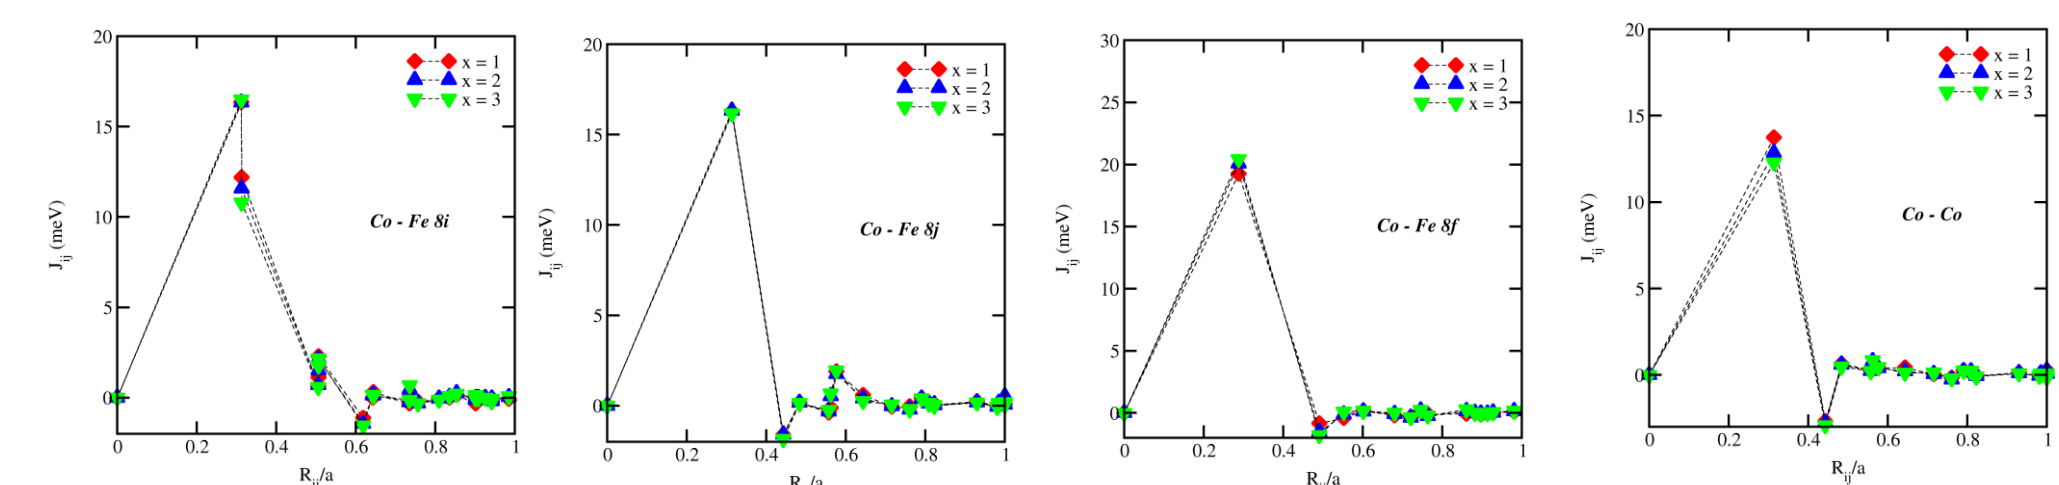 20
15
10
5
0
0
0.2
0.4
0.6
0.8
1
J_ij (meV)
R_ij/a
x = 1
x = 2
x = 3
Co - Fe 8i
20
15
10
5
0
0
0.2
0.4
0.6
0.8
1
J_ij (meV)
x = 1
x = 2
x = 3
Co - Fe 8j
30
25
20
15
10
5
0
0
0.2
0.4
0.6
0.8
1
J_ij (meV)
x = 1
x = 2
x = 3
Co - Fe 8f
20
15
10
5
0
0
0.2
0.4
0.6
0.8
1
J_ij (meV)
R_ij/a
x = 1
x = 2
x = 3
Co - Co